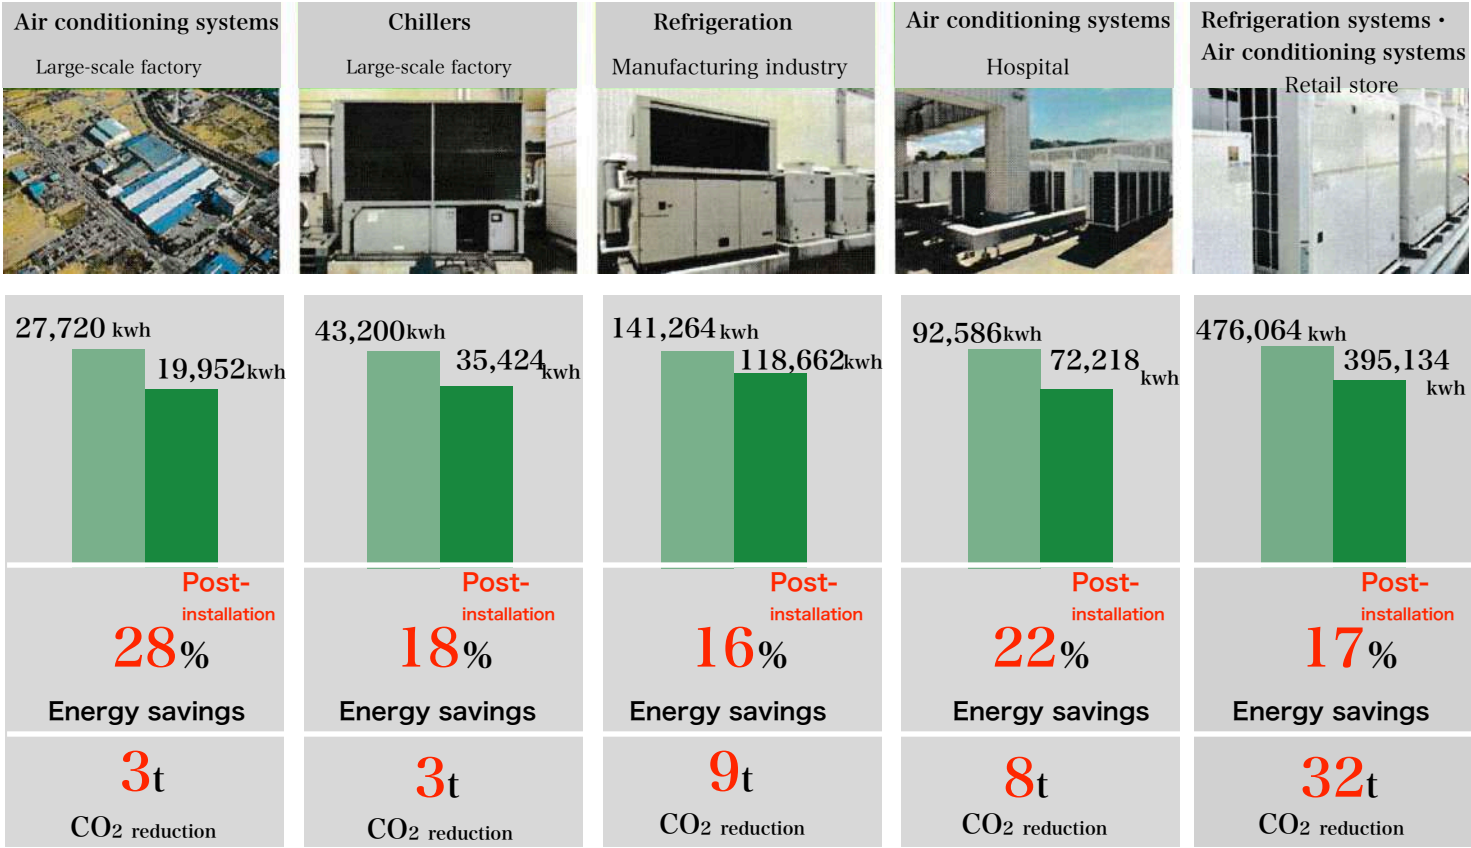 Air conditioning systems
Large-scale factory
Chillers
Large-scale factory
Refrigeration
Manufacturing industry
Air conditioning systems
Hospital
Refrigeration systems・
Air conditioning systems
Retail store
27,720 kwh
19,952kwh
43,200kwh
35,424kwh
141,264 kwh
118,662kwh
92,586kwh
72,218kwh
476,064 kwh
395,134
kwh
Post-
installation
28%
Energy savings
Post-
installation
18%
Energy savings
Post-
installation
16%
Energy savings
Post-
installation
22%
Energy savings
Post-
installation
17%
Energy savings
3t
CO2 reduction
3t
CO2 reduction
9t
CO2 reduction
8t
CO2 reduction
32t
CO2 reduction